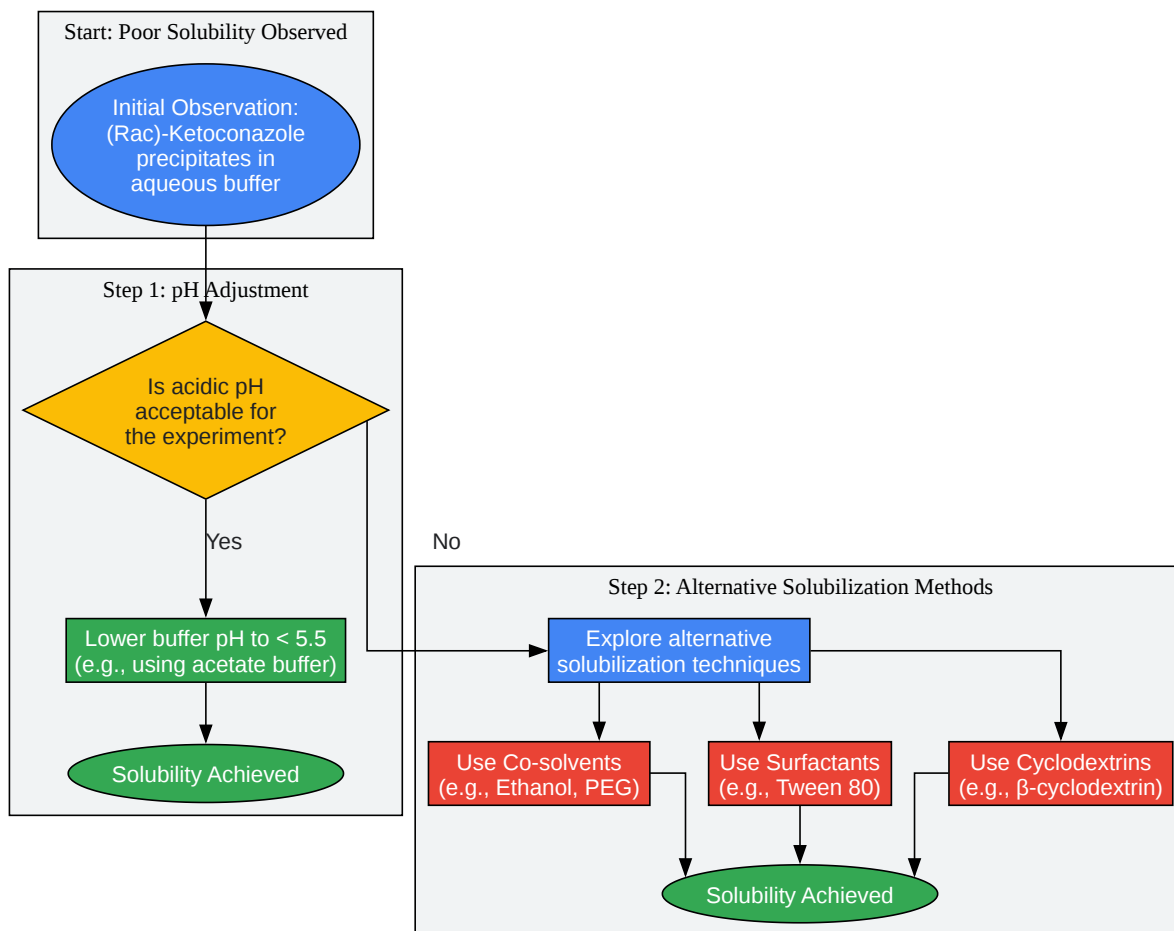 Start: Poor Solubility Observed
Initial Observation:
(Rac)-Ketoconazole
precipitates in
aqueous buffer
Step 1: pH Adjustment
Is acidic pH
acceptable for
the experiment?
Yes
No
Lower buffer pH to < 5.5
(e.g., using acetate buffer)
Solubility Achieved
Step 2: Alternative Solubilization Methods
Explore alternative
solubilization techniques
Use Co-solvents
(e.g., Ethanol, PEG)
Use Surfactants
(e.g., Tween 80)
Use Cyclodextrins
(e.g., β-cyclodextrin)
Solubility Achieved